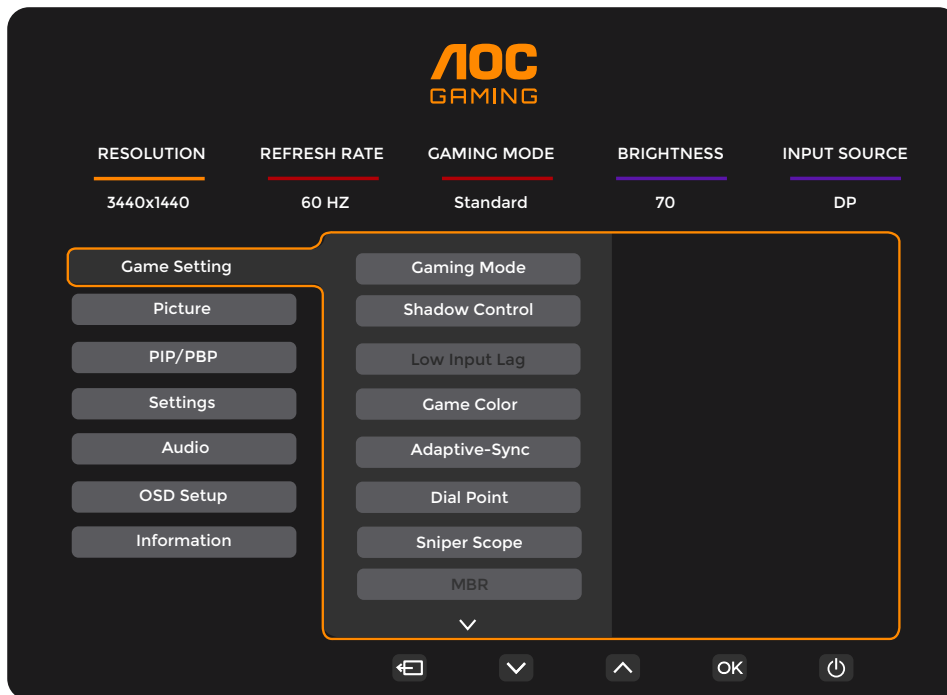 AOC
GAMING
RESOLUTION REFRESH RATE GAMING MODE BRIGHTNESS INPUT SOURCE
3440x1440 60 HZ Standard 70 DP
Game Setting
Picture
PIP/PBP
Settings
Audio
OSD Setup
Information
Gaming Mode
Shadow Control
Low Input Lag
Game Color
Adaptive-Sync
Dial Point
Sniper Scope
MBR
OK